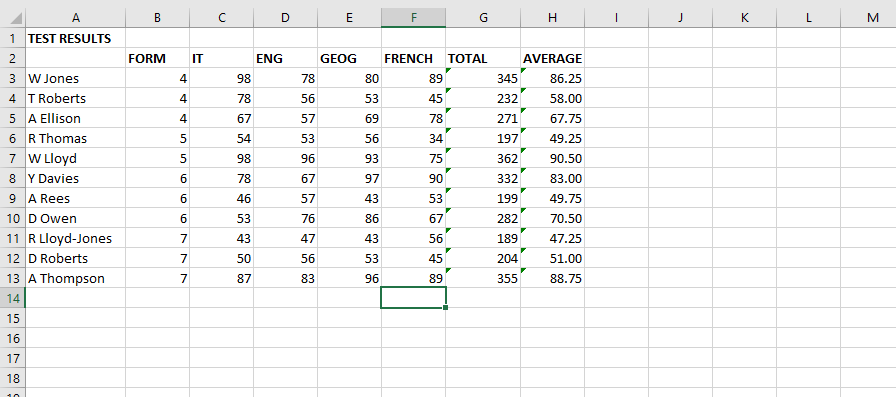 A B C D E F G H I J K L M
1 TEST RESULTS
2 FORM IT ENG GEOG FRENCH TOTAL AVERAGE
3 W Jones 4 98 78 80 89 345 86.25
4 T Roberts 4 78 56 53 45 232 58.00
5 A Ellison 4 67 57 69 78 271 67.75
6 R Thomas 5 54 53 56 34 197 49.25
7 W Lloyd 5 98 96 93 75 362 90.50
8 Y Davies 6 78 67 97 90 332 83.00
9 A Rees 6 46 57 43 53 199 49.75
10 D Owen 6 53 76 86 67 282 70.50
11 R Lloyd-Jones 7 43 47 43 56 189 47.25
12 D Roberts 7 50 56 53 45 204 51.00
13 A Thompson 7 87 83 96 89 355 88.75
14
15
16
17
18